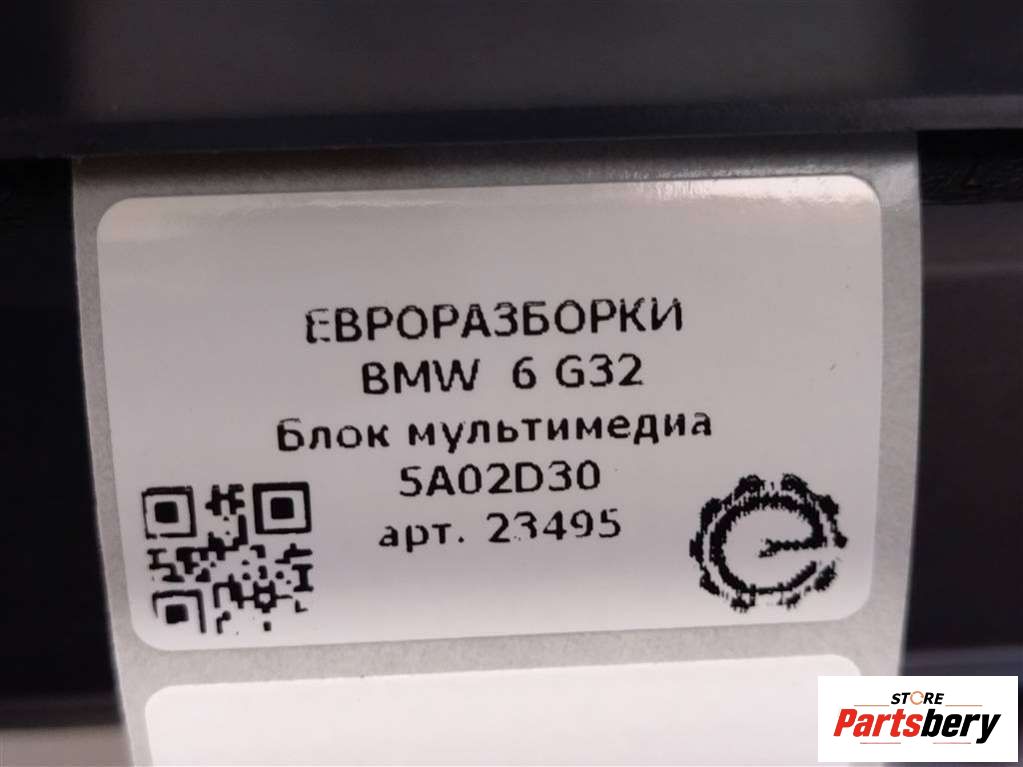 ЕВРОРАЗБОРКИ
BMW 6 G32
Блок мультимедиа
5A02D30
арт. 23495
STORE
Partsbery